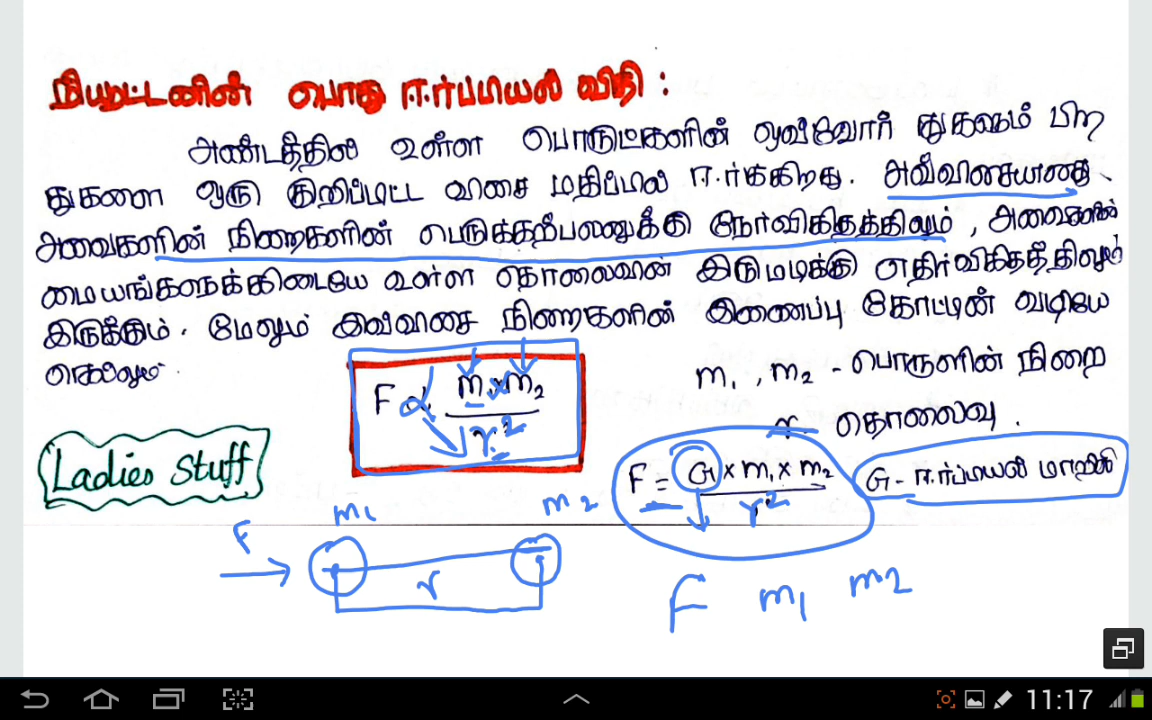 நியூட்டனின் பொது ஈர்ப்பியல் விதி :
அண்டத்தில் உள்ள பொருட்களின் ஒவ்வோர் துகளும் பிற
துகளை ஒரு குறிப்பிட்ட விசை மதிப்பில் ஈர்க்கிறது. அவ்விசையானது
அவைகளின் நிறைகளின் பெருக்கற்பலனுக்கு நேர்விகிதத்திலும், அவைகளின்
மையங்களுக்கிடையே உள்ள தொலைவின் இருமடிக்கு எதிர்விகிதத்திலும்
இருக்கும். மேலும் இவ்விசை நிறைகளின் இணைப்பு கோட்டின் வழியே
செயலும்.
F ∝ m₁ × m₂ / r²
m₁, m₂ - பொருளின் நிறை
r - தொலைவு.
Ladies Stuff
F = G × m₁ × m₂ / r²
G - ஈர்ப்பியல் மாறிலி
F m₁ r m₂
F m₁ m₂
11:17